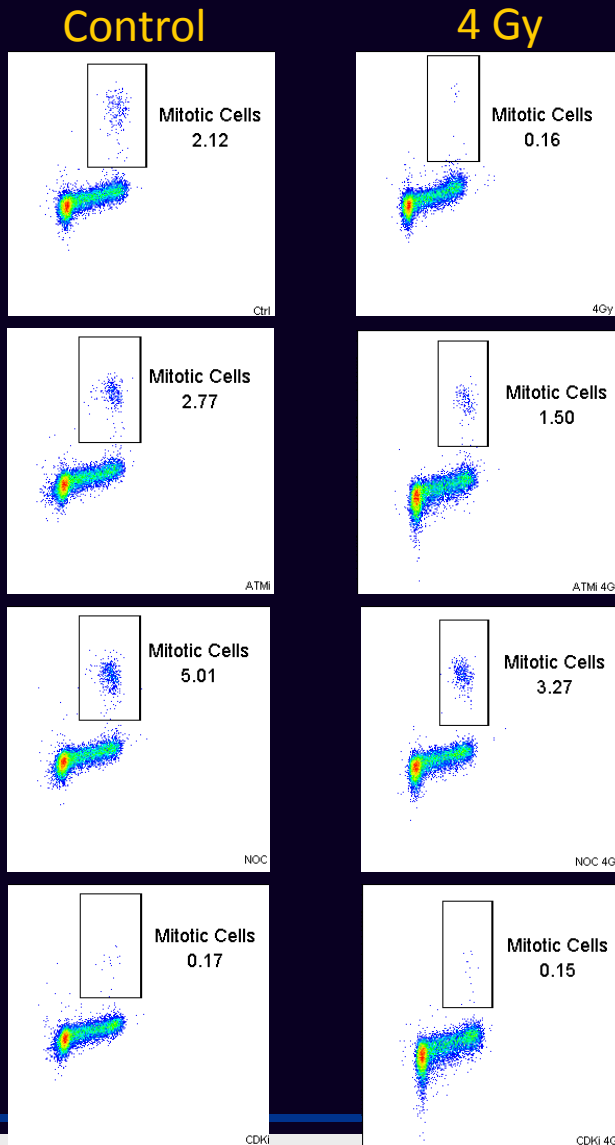 Control
4 Gy
Mitotic Cells
2.12
Ctrl
Mitotic Cells
0.16
4Gy
Mitotic Cells
2.77
ATMi
Mitotic Cells
1.50
ATMi 4G
Mitotic Cells
5.01
NOC
Mitotic Cells
3.27
NOC 4G
Mitotic Cells
0.17
CDKi
Mitotic Cells
0.15
CDKi 4G